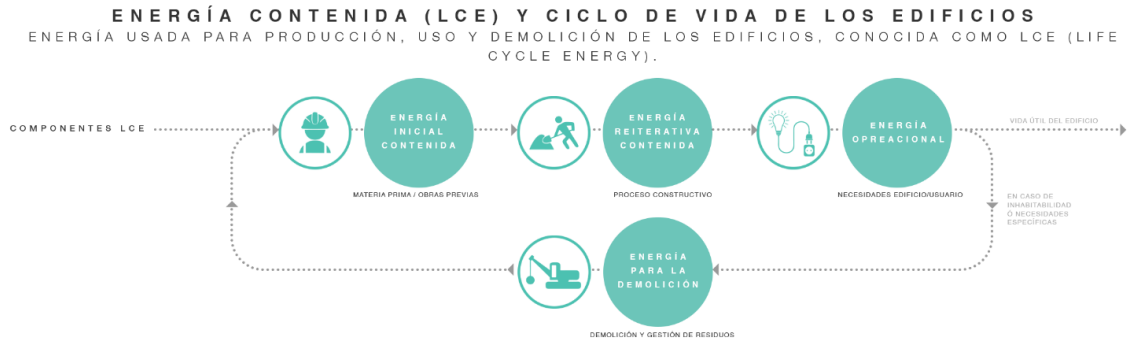 ENERGÍA CONTENIDA (LCE) Y CICLO DE VIDA DE LOS EDIFICIOS
ENERGÍA USADA PARA PRODUCCIÓN, USO Y DEMOLICIÓN DE LOS EDIFICIOS, CONOCIDA COMO LCE (LIFE
CYCLE ENERGY).
COMPONENTES LCE
ENERGÍA
INICIAL
CONTENIDA
MATERIA PRIMA / OBRAS PREVIAS
ENERGÍA
REITERATIVA
CONTENIDA
PROCESO CONSTRUCTIVO
ENERGÍA
OPREACIONAL
NECESIDADES EDIFICIO/USUARIO
VIDA ÚTIL DEL EDIFICIO
EN CASO DE
INHABITABILIDAD
Ó NECESIDADES
ESPECÍFICAS
ENERGÍA
PARA LA
DEMOLICIÓN
DEMOLICIÓN Y GESTIÓN DE RESIDUOS